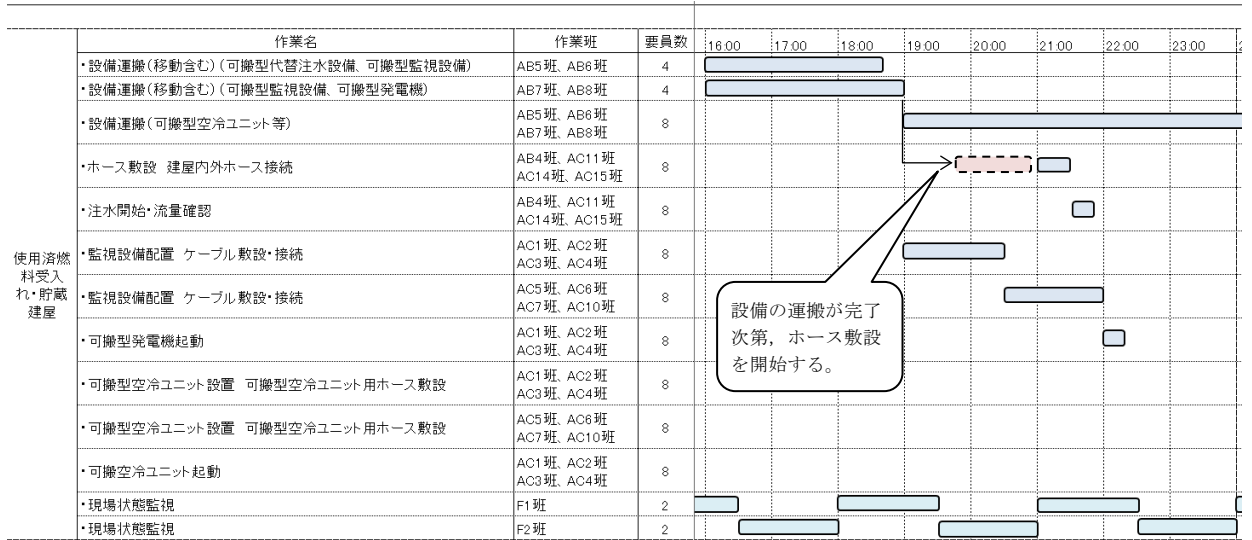 作業名 作業班 要員数 16:00 17:00 18:00 19:00 20:00 21:00 22:00 23:00
使用済燃
料受入
れ・貯蔵
建屋
・設備運搬(移動含む)(可搬型代替注水設備、可搬型監視設備) AB5班、AB6班 4
・設備運搬(移動含む)(可搬型監視設備、可搬型発電機) AB7班、AB8班 4
・設備運搬(可搬型空冷ユニット等) AB5班、AB6班 8
AB7班、AB8班
・ホース敷設 建屋内外ホース接続 AB4班、AC11班 8
AC14班、AC15班
・注水開始・流量確認 AB4班、AC11班 8
AC14班、AC15班
・監視設備配置 ケーブル敷設・接続 AC1班、AC2班 8
AC3班、AC4班
・監視設備配置 ケーブル敷設・接続 AC5班、AC6班 8
AC7班、AC10班
・可搬型発電機起動 AC1班、AC2班 8
AC3班、AC4班
・可搬型空冷ユニット設置 可搬型空冷ユニット用ホース敷設 AC1班、AC2班 8
AC3班、AC4班
・可搬型空冷ユニット設置 可搬型空冷ユニット用ホース敷設 AC5班、AC6班 8
AC7班、AC10班
・可搬空冷ユニット起動 AC1班、AC2班 8
AC3班、AC4班
・現場状態監視 F1班 2
・現場状態監視 F2班 2
設備の運搬が完了
次第，ホース敷設
を開始する。